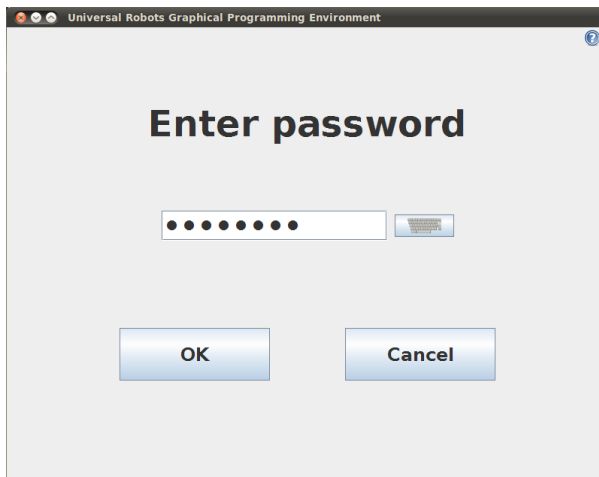 Universal Robots Graphical Programming Environment
?
Enter password
●●●●●●●●
OK
Cancel